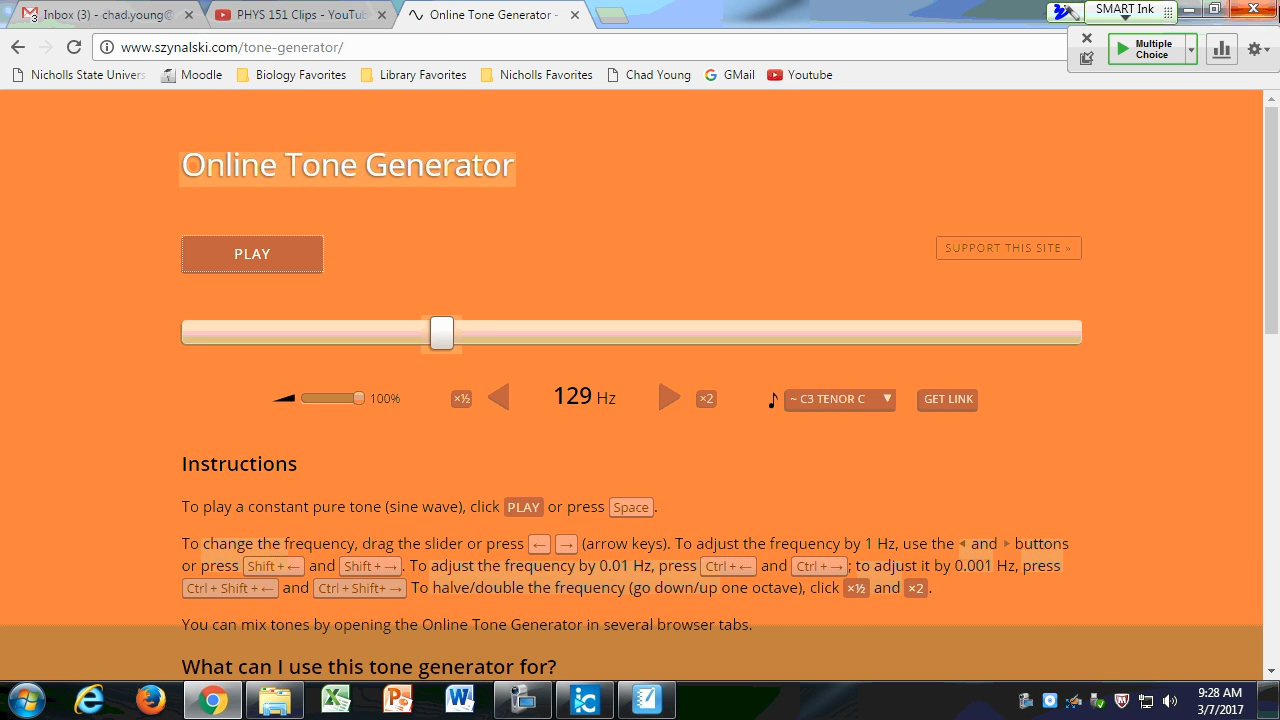 3 Inbox (3) - chad.young@
PHYS 151 Clips - YouTub
Online Tone Generator -
SMART Ink
www.szynalski.com/tone-generator/
Multiple
Choice
Nicholls State Univers Moodle Biology Favorites Library Favorites Nicholls Favorites Chad Young GMail Youtube
Online Tone Generator
PLAY
SUPPORT THIS SITE »
100% ×½ 129 Hz ×2 ~ C3 TENOR C ▼ GET LINK
Instructions
To play a constant pure tone (sine wave), click PLAY or press Space.
To change the frequency, drag the slider or press ← → (arrow keys). To adjust the frequency by 1 Hz, use the ◂ and ▸ buttons
or press Shift + ← and Shift + →. To adjust the frequency by 0.01 Hz, press Ctrl + ← and Ctrl + →; to adjust it by 0.001 Hz, press
Ctrl + Shift + ← and Ctrl + Shift+ → To halve/double the frequency (go down/up one octave), click ×½ and ×2.
You can mix tones by opening the Online Tone Generator in several browser tabs.
What can I use this tone generator for?
9:28 AM
3/7/2017